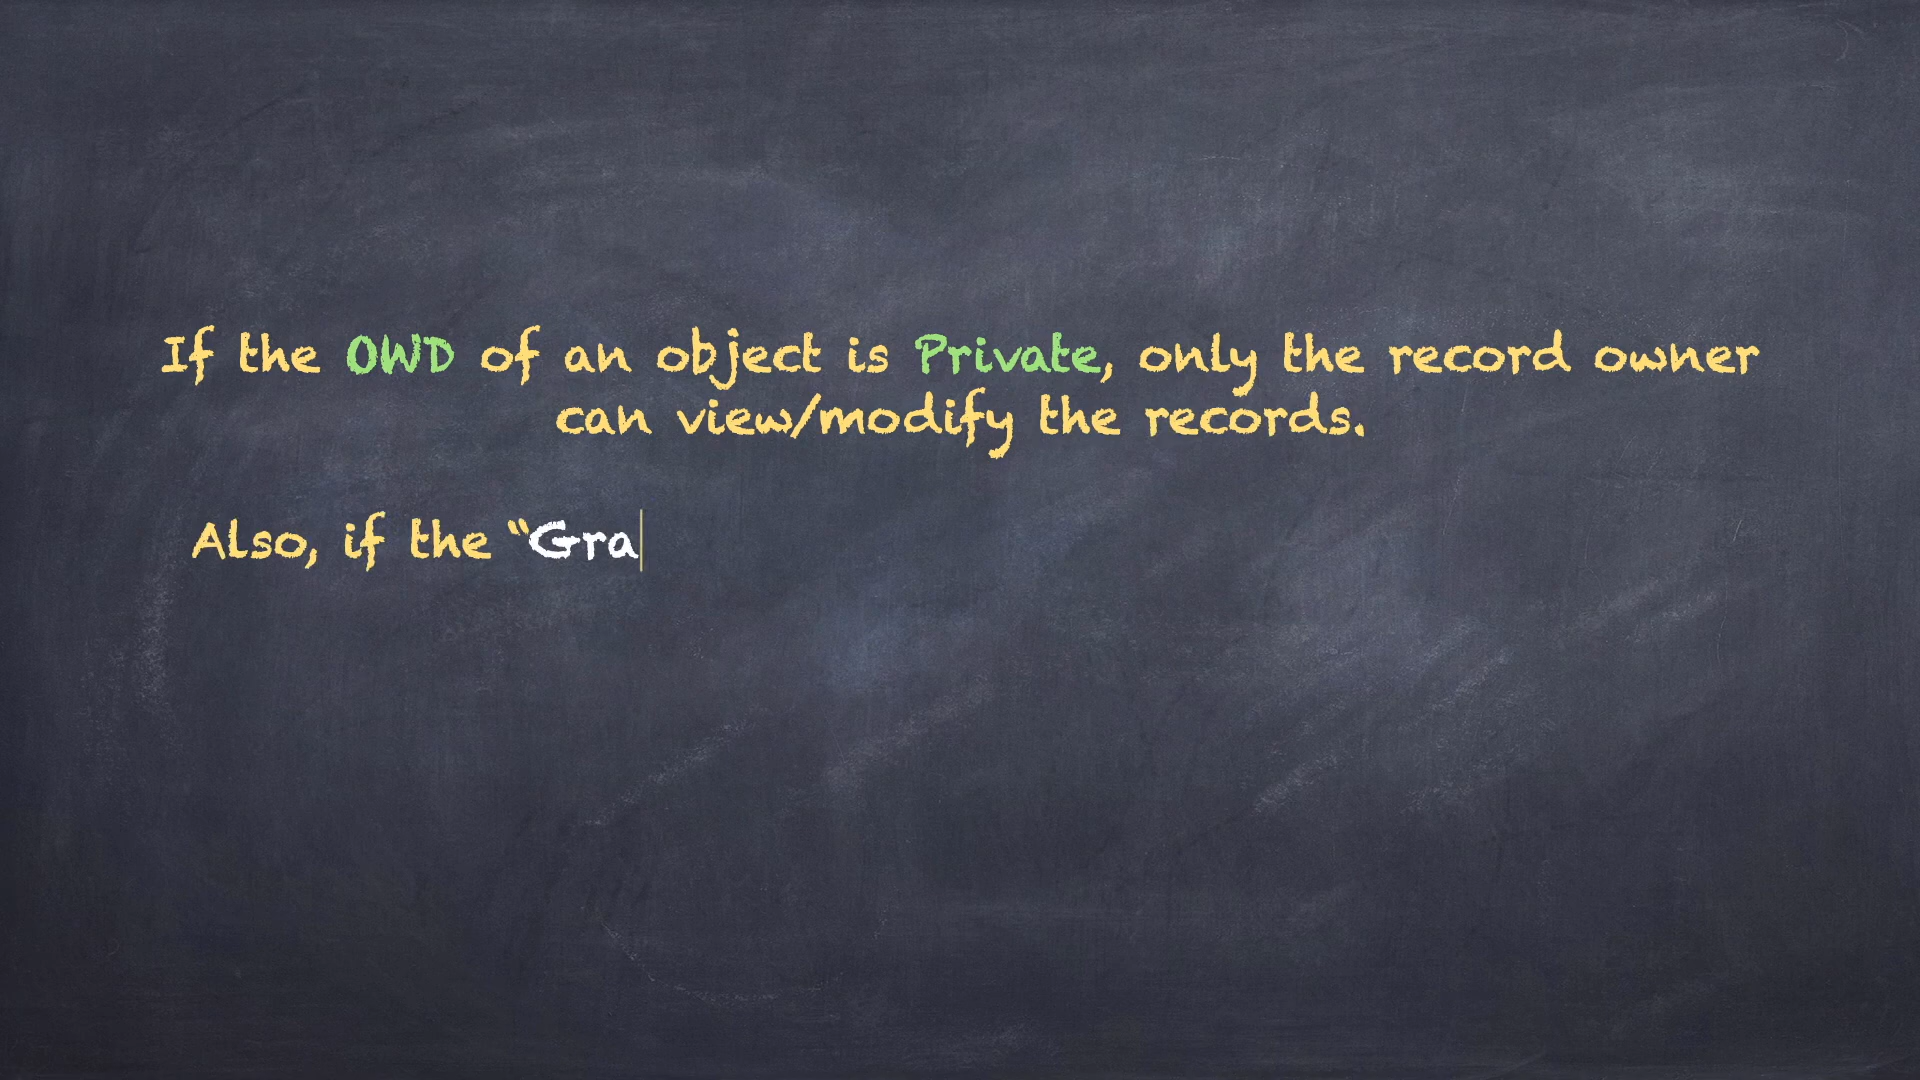 If the OWD of an object is Private, only the record owner
can view/modify the records.
Also, if the “Gra